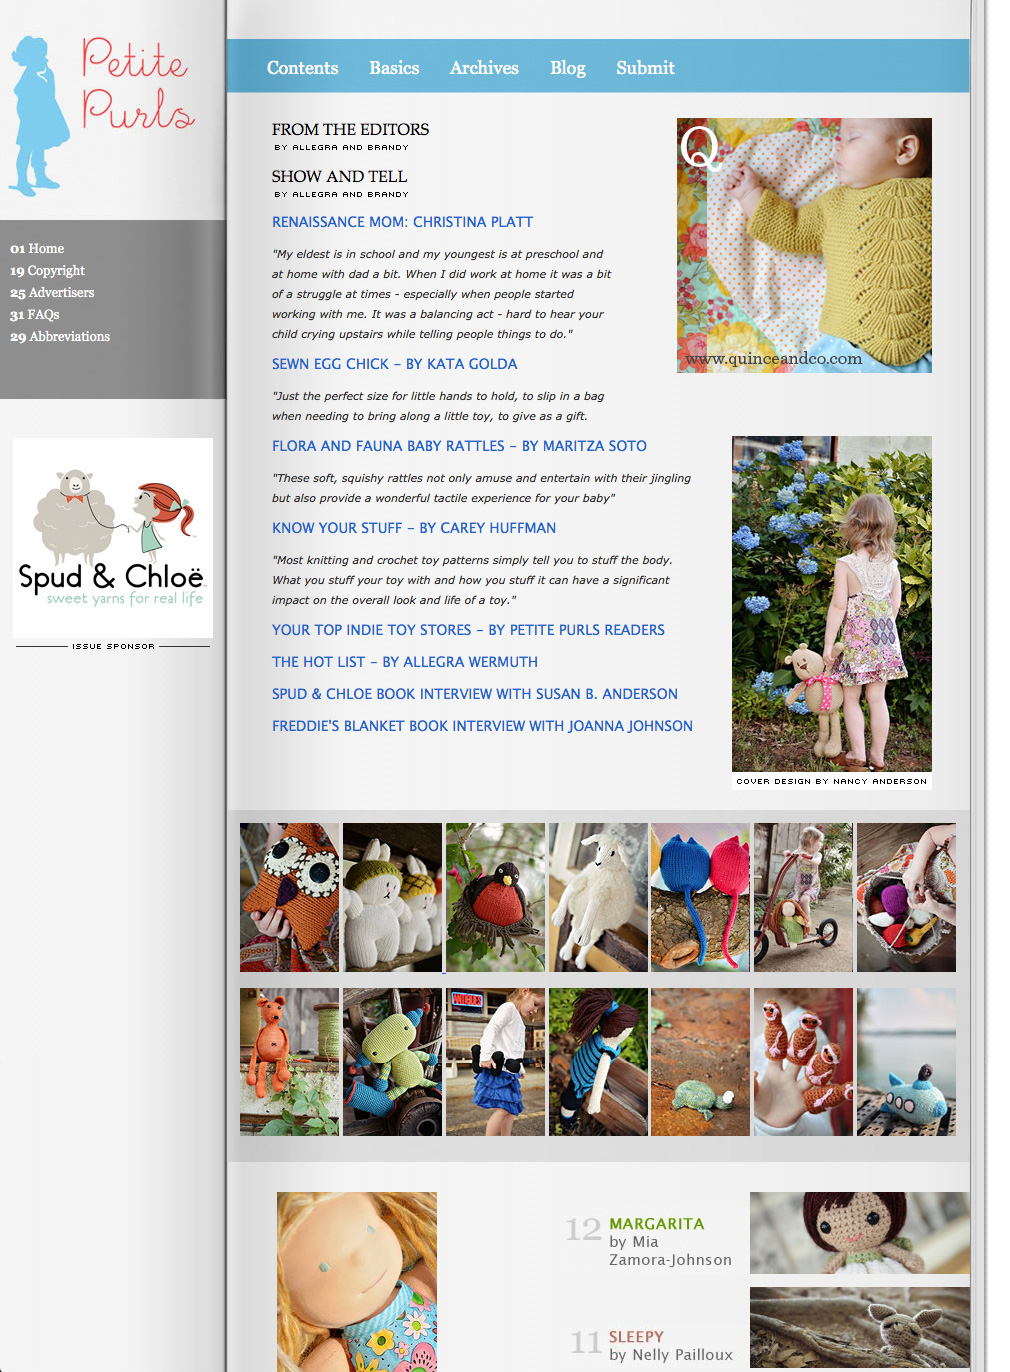 Petite
Purls
Contents Basics Archives Blog Submit
01 Home
19 Copyright
25 Advertisers
31 FAQs
29 Abbreviations
Spud & Chloë
sweet yarns for real life
ISSUE SPONSOR
FROM THE EDITORS
BY ALLEGRA AND BRANDY
SHOW AND TELL
BY ALLEGRA AND BRANDY
RENAISSANCE MOM: CHRISTINA PLATT
"My eldest is in school and my youngest is at preschool and
at home with dad a bit. When I did work at home it was a bit
of a struggle at times - especially when people started
working with me. It was a balancing act - hard to hear your
child crying upstairs while telling people things to do."
SEWN EGG CHICK – BY KATA GOLDA
"Just the perfect size for little hands to hold, to slip in a bag
when needing to bring along a little toy, to give as a gift.
FLORA AND FAUNA BABY RATTLES – BY MARITZA SOTO
"These soft, squishy rattles not only amuse and entertain with their jingling
but also provide a wonderful tactile experience for your baby"
KNOW YOUR STUFF – BY CAREY HUFFMAN
"Most knitting and crochet toy patterns simply tell you to stuff the body.
What you stuff your toy with and how you stuff it can have a significant
impact on the overall look and life of a toy."
YOUR TOP INDIE TOY STORES – BY PETITE PURLS READERS
THE HOT LIST – BY ALLEGRA WERMUTH
SPUD & CHLOE BOOK INTERVIEW WITH SUSAN B. ANDERSON
FREDDIE'S BLANKET BOOK INTERVIEW WITH JOANNA JOHNSON
Q
www.quinceandco.com
COVER DESIGN BY NANCY ANDERSON
ANTIQUES
12 MARGARITA
by Mia
Zamora-Johnson
11 SLEEPY
by Nelly Pailloux